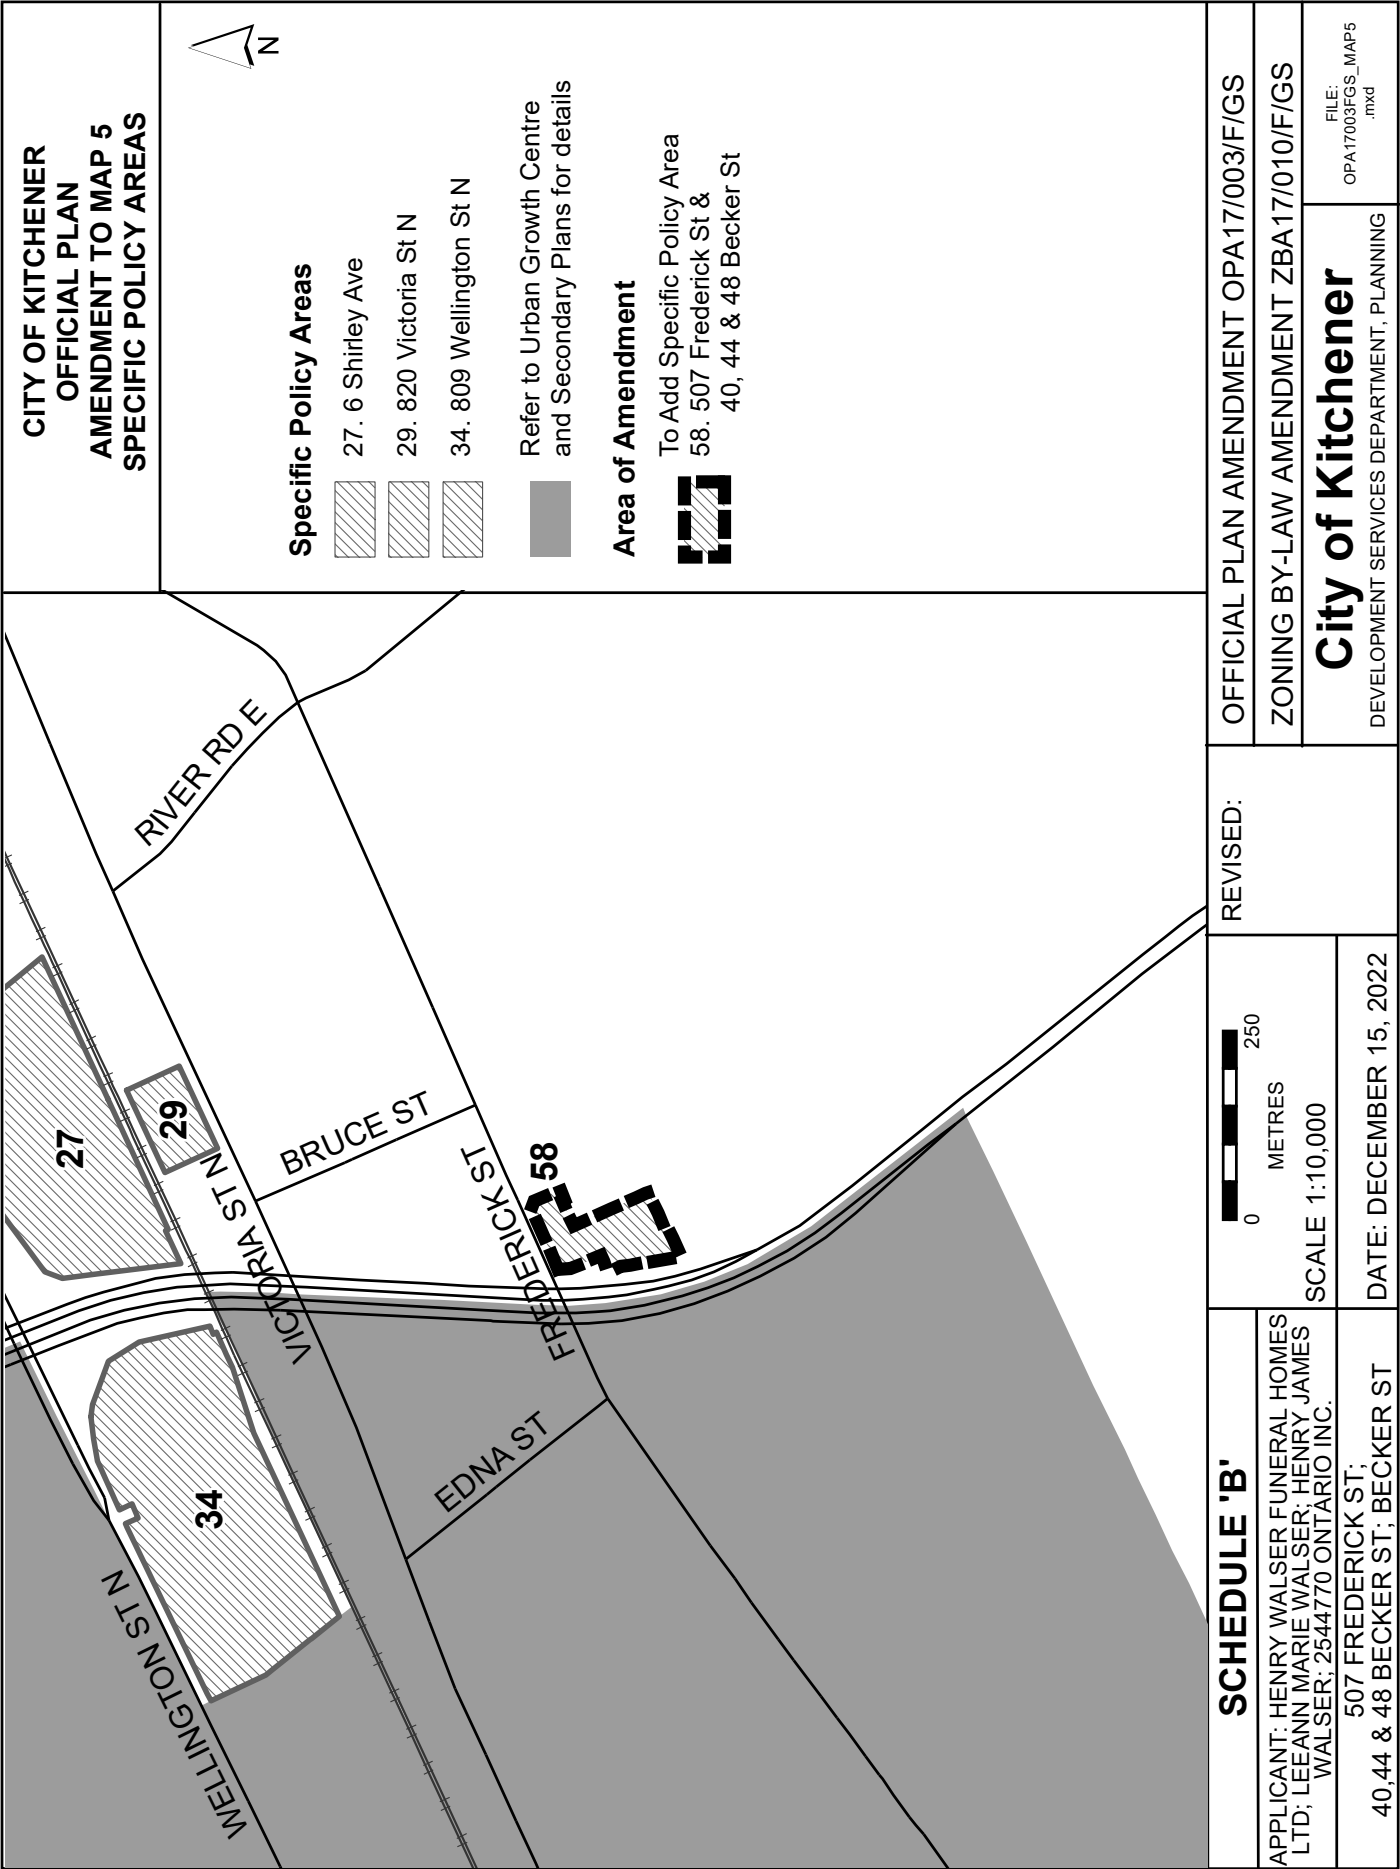 CITY OF KITCHENER
OFFICIAL PLAN
AMENDMENT TO MAP 5
SPECIFIC POLICY AREAS
N
Specific Policy Areas
27. 6 Shirley Ave
29. 820 Victoria St N
34. 809 Wellington St N
Refer to Urban Growth Centre
and Secondary Plans for details
Area of Amendment
To Add Specific Policy Area
58. 507 Frederick St &
40, 44 & 48 Becker St
RIVER RD E
27
29
BRUCE ST
VICTORIA ST N
FREDERICK ST
58
34
EDNA ST
WELLINGTON ST N
SCHEDULE 'B'
APPLICANT: HENRY WALSER FUNERAL HOMES
LTD; LEEANN MARIE WALSER; HENRY JAMES
WALSER; 2544770 ONTARIO INC.
507 FREDERICK ST;
40,44 & 48 BECKER ST; BECKER ST
0
250
METRES
SCALE 1:10,000
DATE: DECEMBER 15, 2022
REVISED:
OFFICIAL PLAN AMENDMENT OPA17/003/F/GS
ZONING BY-LAW AMENDMENT ZBA17/010/F/GS
City of Kitchener
DEVELOPMENT SERVICES DEPARTMENT, PLANNING
FILE:
OPA17003FGS_MAP5
.mxd